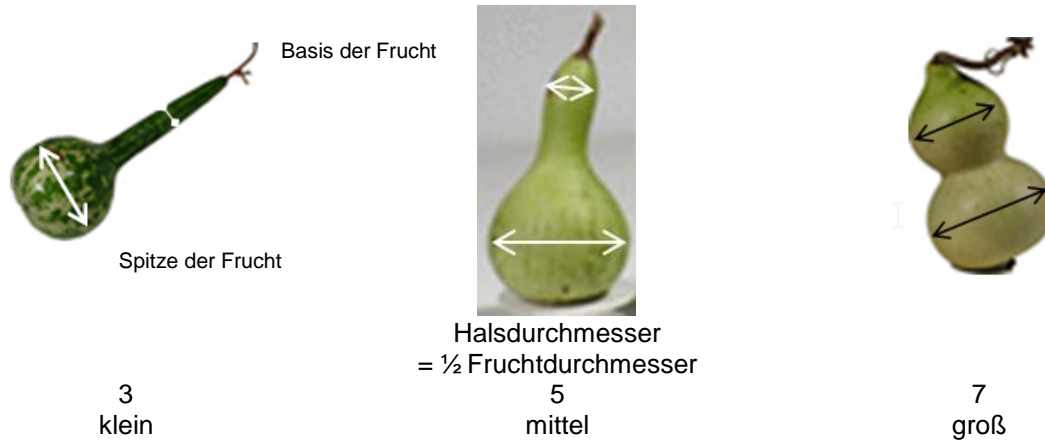 Basis der Frucht
Spitze der Frucht
Halsdurchmesser
= ½ Fruchtdurchmesser
3
5
7
klein
mittel
groß